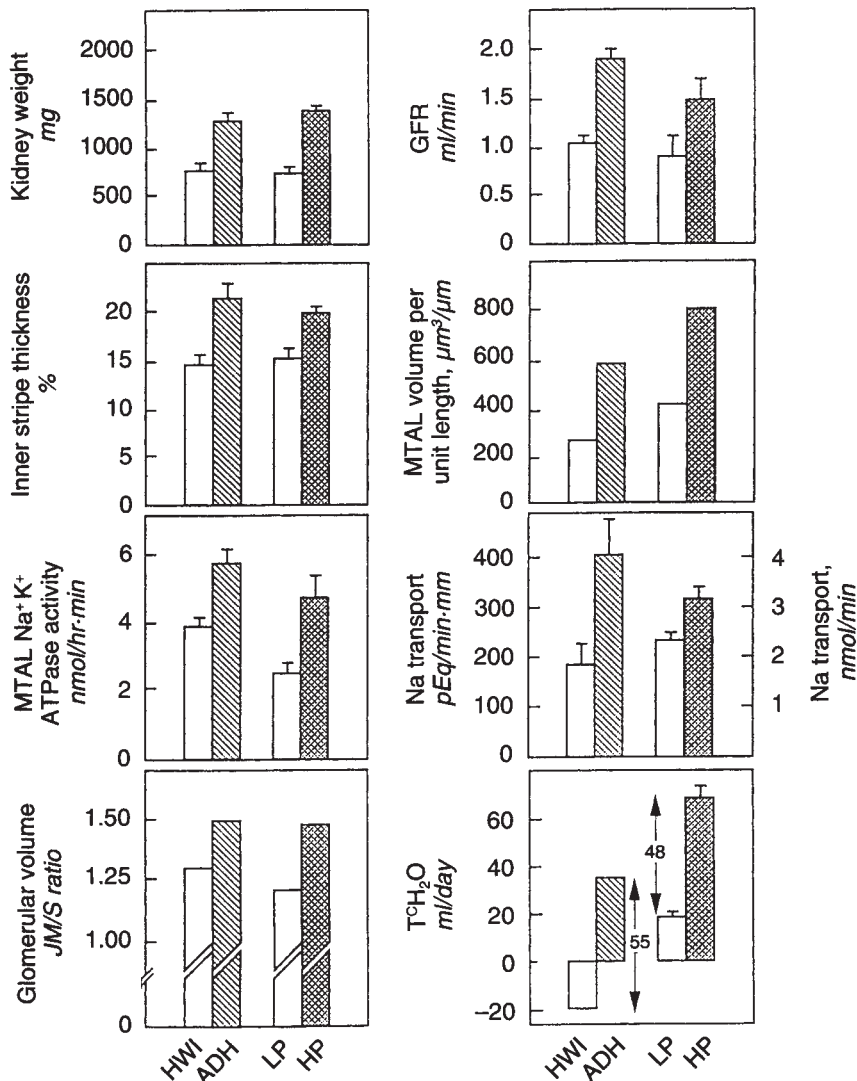 Kidney weight
mg
2000
1500
1000
500
0
GFR
ml/min
2.0
1.5
1.0
0.5
0
Inner stripe thickness
%
20
15
10
5
0
MTAL volume per
unit length, μm³/μm
800
600
400
200
0
MTAL Na⁺K⁺
ATPase activity
nmol/hr·min
6
4
2
0
Na transport
pEq/min·mm
400
300
200
100
0
4
3
2
1
Na transport,
nmol/min
Glomerular volume
JM/S ratio
1.50
1.25
1.00
0
HWI
ADH
LP
HP
TᶜH₂O
ml/day
60
40
20
0
–20
48
55
HWI
ADH
LP
HP